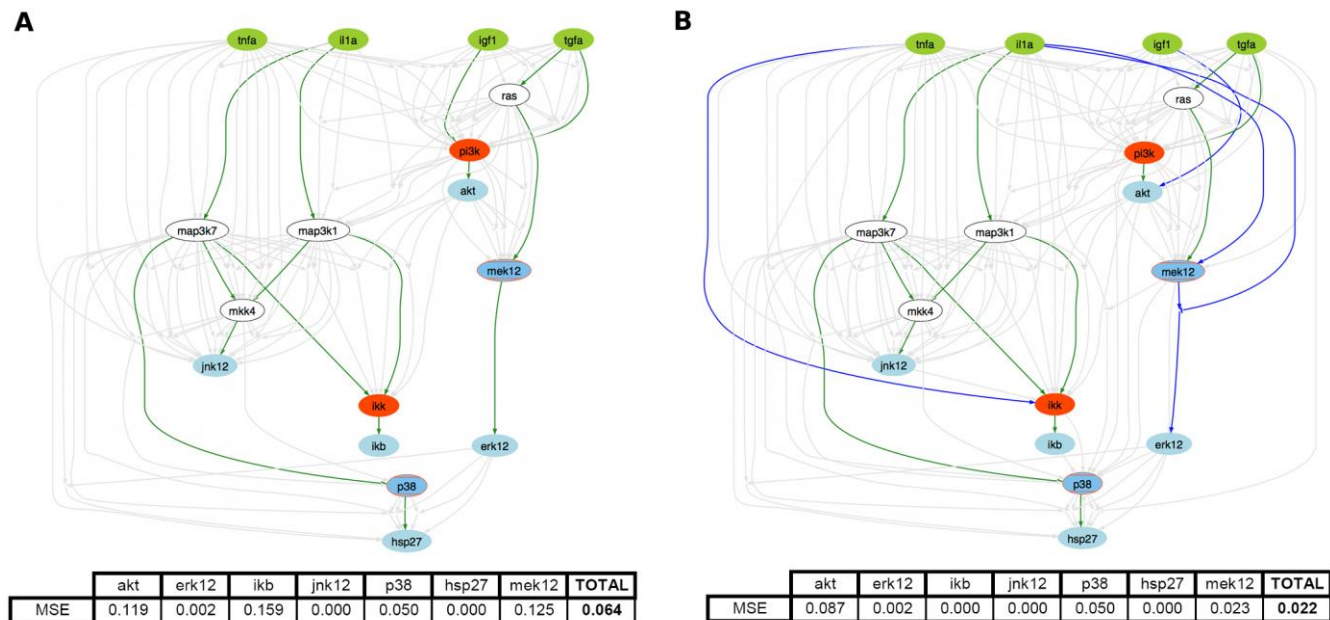 A
tnfa il1a igf1 tgfa
ras
pi3k
akt
map3k7 map3k1
mek12
mkk4
jnk12
ikk
ikb erk12
p38
hsp27
akt erk12 ikb jnk12 p38 hsp27 mek12 TOTAL
MSE 0.119 0.002 0.159 0.000 0.050 0.000 0.125 0.064
B
tnfa il1a igf1 tgfa
ras
pi3k
akt
map3k7 map3k1
mek12
mkk4
jnk12
ikk
ikb erk12
p38
hsp27
akt erk12 ikb jnk12 p38 hsp27 mek12 TOTAL
MSE 0.087 0.002 0.000 0.000 0.050 0.000 0.023 0.022